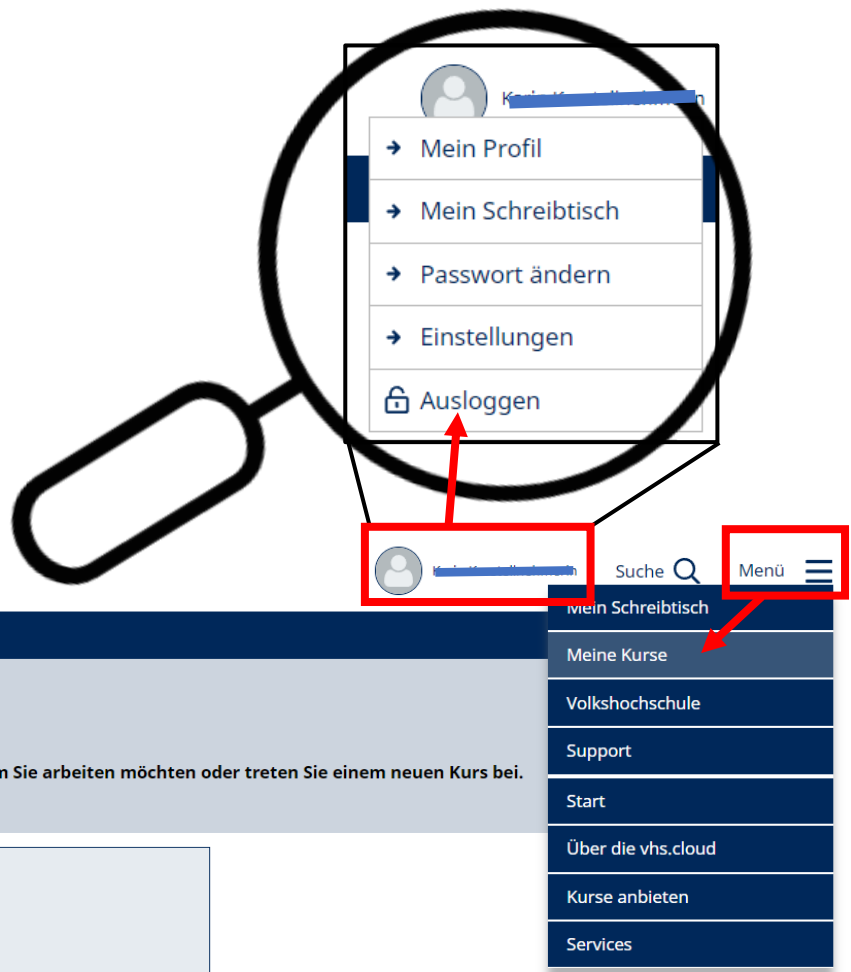 Mein Profil
Mein Schreibtisch
Passwort ändern
Einstellungen
Ausloggen
Suche
Menü
Mein Schreibtisch
Meine Kurse
Volkshochschule
Support
Sie arbeiten möchten oder treten Sie einem neuen Kurs bei.
Start
Über die vhs.cloud
Kurse anbieten
Services